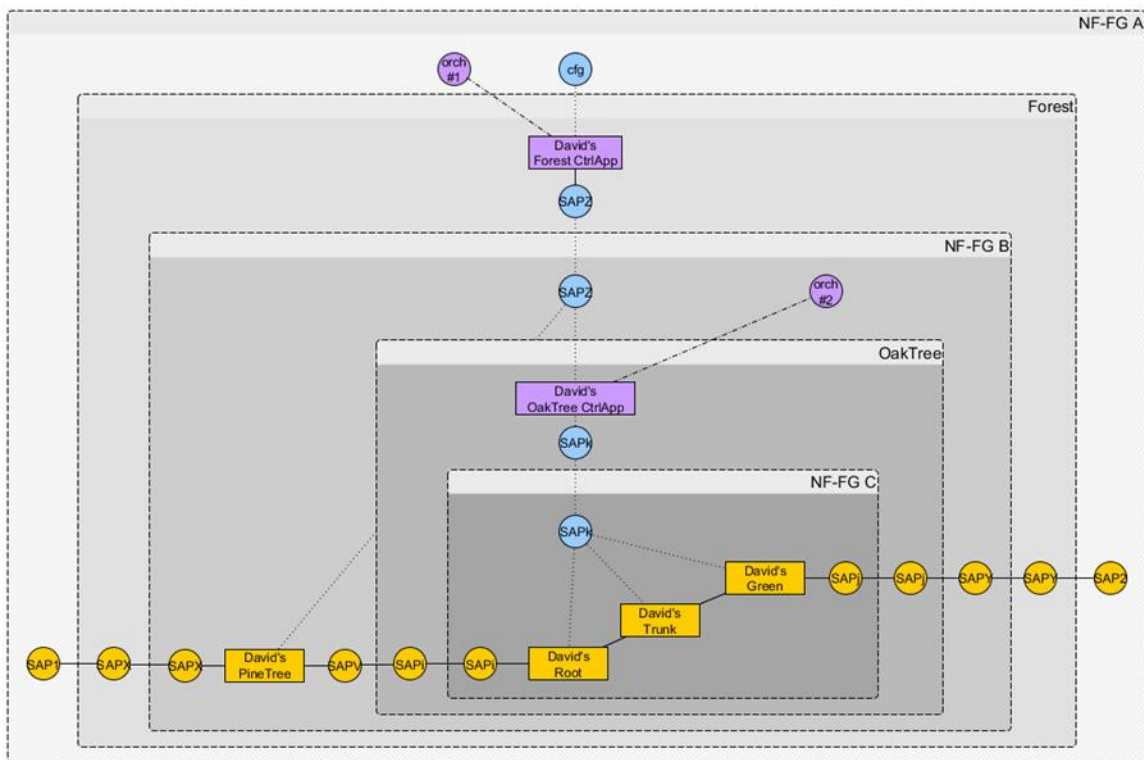 NF-FG A
orch
#1
cfg
Forest
David's
Forest CtrlApp
SAPZ
NF-FG B
SAPZ
orch
#2
OakTree
David's
OakTree CtrlApp
SAPk
NF-FG C
SAPk
David's
Green
SAPj
SAPj
SAPY
SAPY
SAP2
David's
Trunk
SAP1
SAPX
SAPX
David's
PineTree
SAPV
SAPi
SAPi
David's
Root